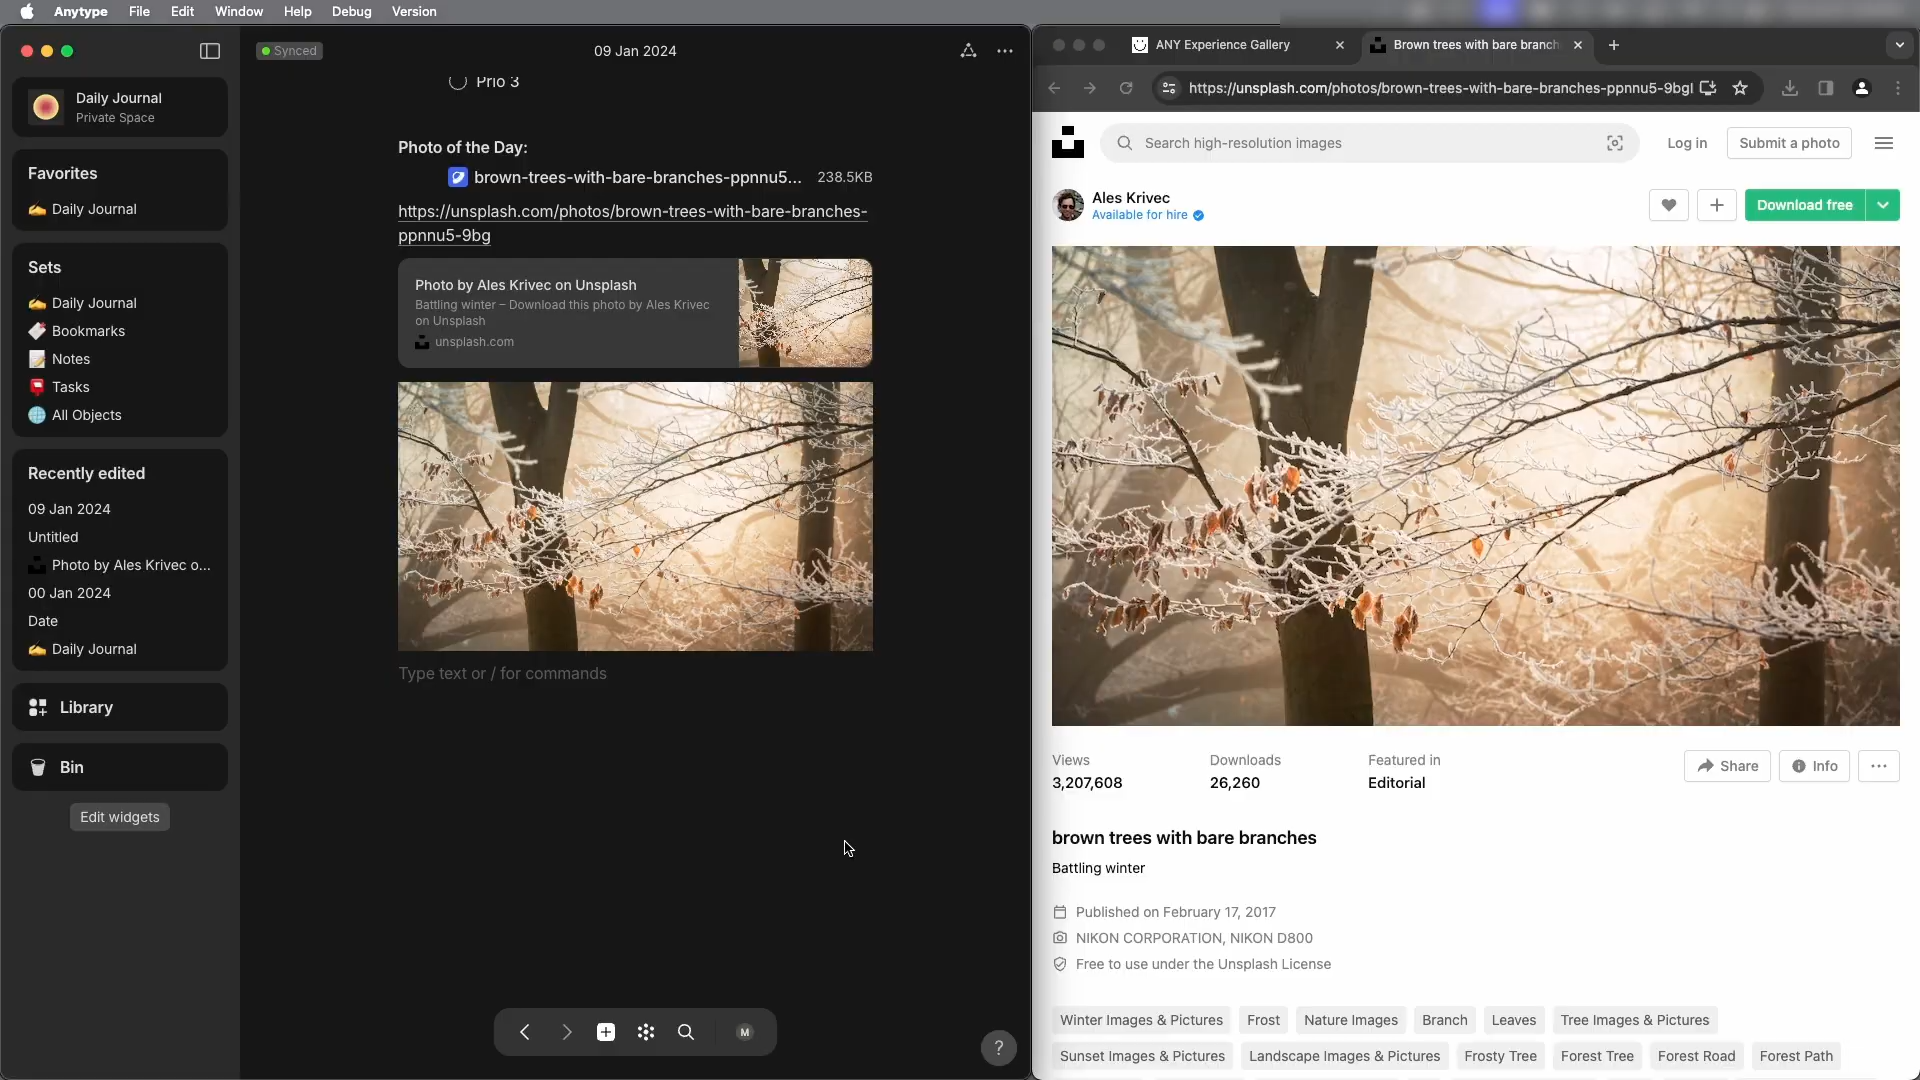 Anytype File Edit Window Help Debug Version
Synced
09 Jan 2024
Daily Journal
Private Space
Favorites
Daily Journal
Sets
Daily Journal
Bookmarks
Notes
Tasks
All Objects
Recently edited
09 Jan 2024
Untitled
Photo by Ales Krivec o...
00 Jan 2024
Date
Daily Journal
Library
Bin
Edit widgets
Prio 3
Photo of the Day:
brown-trees-with-bare-branches-ppnnu5... 238.5KB
https://unsplash.com/photos/brown-trees-with-bare-branches-
ppnnu5-9bg
Photo by Ales Krivec on Unsplash
Battling winter – Download this photo by Ales Krivec
on Unsplash
unsplash.com
Type text or / for commands
M
?
ANY Experience Gallery
Brown trees with bare branch
https://unsplash.com/photos/brown-trees-with-bare-branches-ppnnu5-9bgI
Search high-resolution images
Log in
Submit a photo
Ales Krivec
Available for hire
Download free
Views Downloads Featured in
3,207,608 26,260 Editorial
Share Info
brown trees with bare branches
Battling winter
Published on February 17, 2017
NIKON CORPORATION, NIKON D800
Free to use under the Unsplash License
Winter Images & Pictures Frost Nature Images Branch Leaves Tree Images & Pictures
Sunset Images & Pictures Landscape Images & Pictures Frosty Tree Forest Tree Forest Road Forest Path